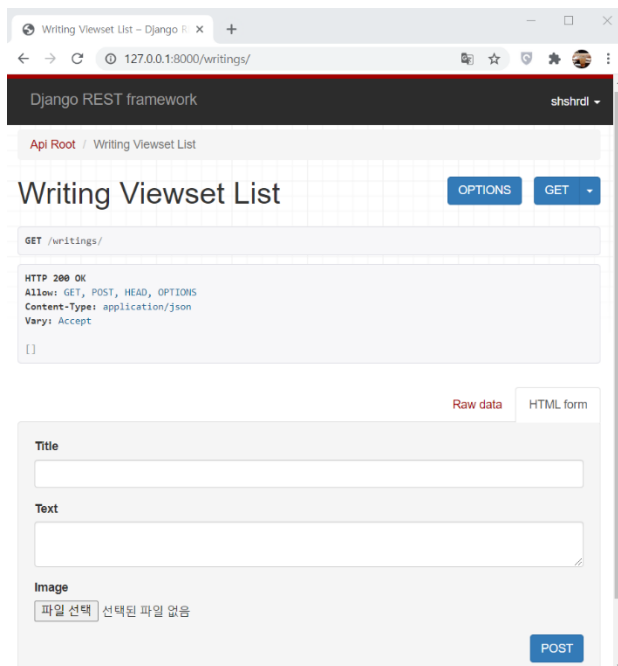 Writing Viewset List – Django R
127.0.0.1:8000/writings/
Django REST framework shshrdl
Api Root / Writing Viewset List
Writing Viewset List OPTIONS GET
GET /writings/
HTTP 200 OK
Allow: GET, POST, HEAD, OPTIONS
Content-Type: application/json
Vary: Accept
[]
Raw data HTML form
Title
Text
Image
파일 선택 선택된 파일 없음
POST